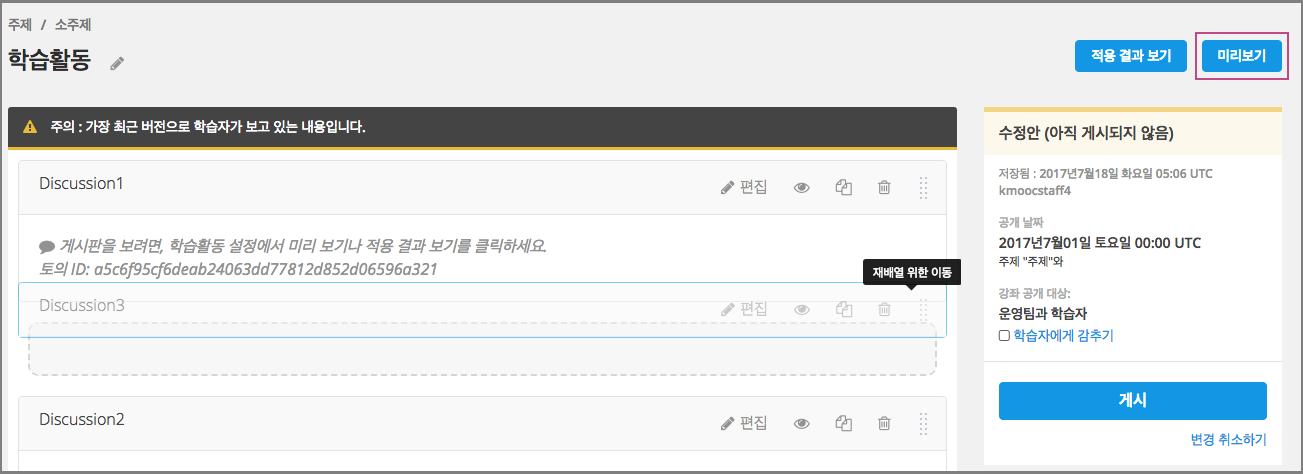 주제 / 소주제
학습활동
적용 결과 보기
미리보기
주의 : 가장 최근 버전으로 학습자가 보고 있는 내용입니다.
Discussion1
편집
게시판을 보려면, 학습활동 설정에서 미리 보기나 적용 결과 보기를 클릭하세요.
토의 ID: a5c6f95cf6deab24063dd77812d852d06596a321
재배열 위한 이동
Discussion3
편집
Discussion2
편집
수정안 (아직 게시되지 않음)
저장됨 : 2017년7월18일 화요일 05:06 UTC
kmoocstaff4
공개 날짜
2017년7월01일 토요일 00:00 UTC
주제 "주제"와
강좌 공개 대상:
운영팀과 학습자
학습자에게 감추기
게시
변경 취소하기